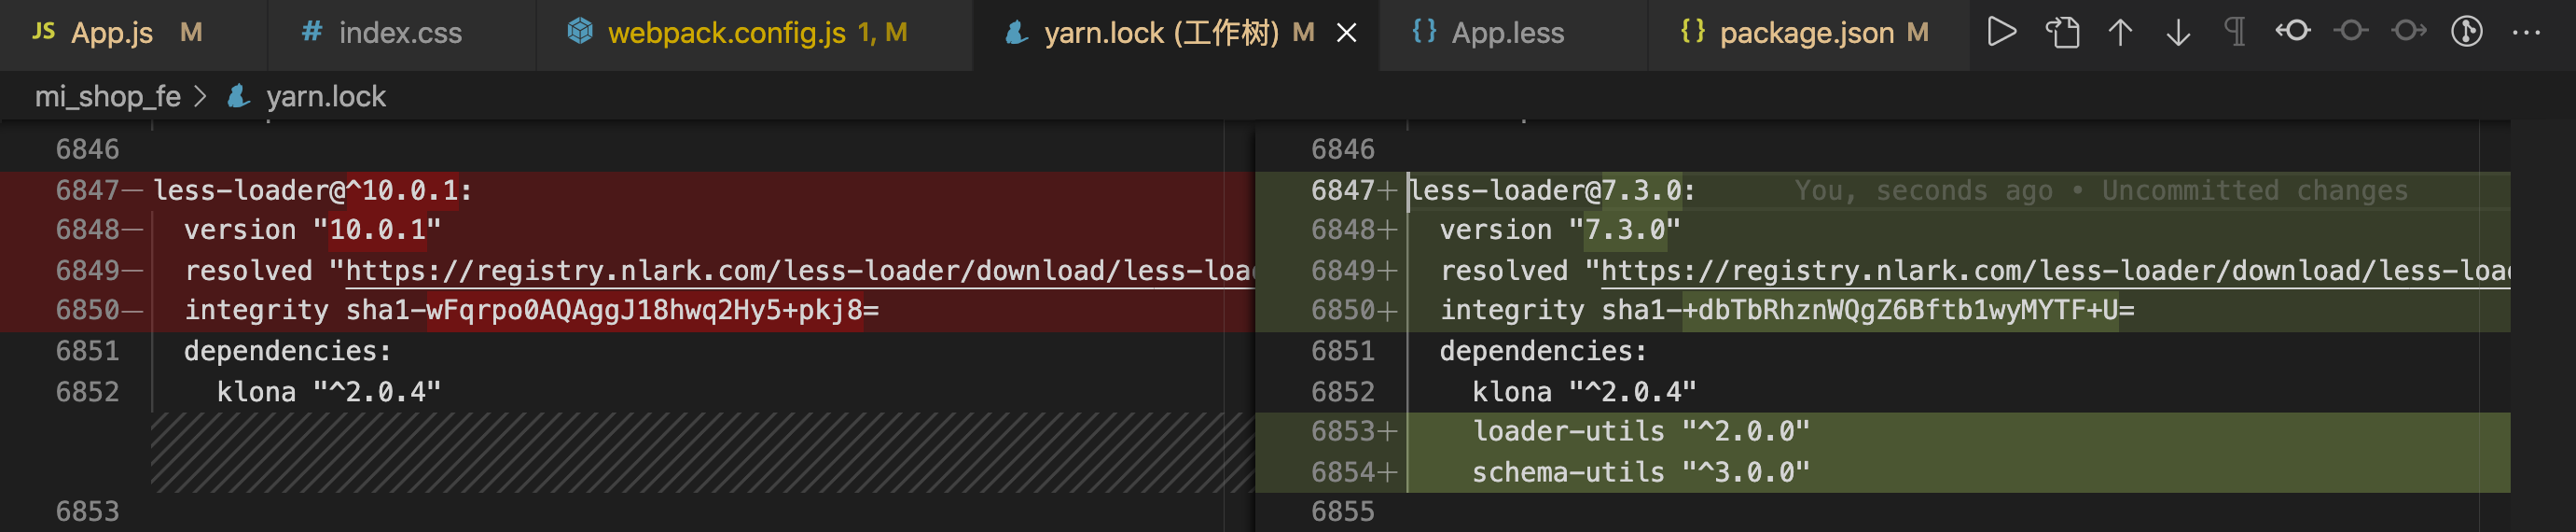 JS App.js M # index.css webpack.config.js 1, M yarn.lock (工作树) M {} App.less {} package.json M
mi_shop_fe > yarn.lock
6846
6847— less-loader@^10.0.1:
6848— version "10.0.1"
6849— resolved "https://registry.nlark.com/less-loader/download/less-loa
6850— integrity sha1-wFqrpo0AQAggJ18hwq2Hy5+pkj8=
6851 dependencies:
6852 klona "^2.0.4"
6853
6846
6847+ less-loader@7.3.0: You, seconds ago • Uncommitted changes
6848+ version "7.3.0"
6849+ resolved "https://registry.nlark.com/less-loader/download/less-loa
6850+ integrity sha1-+dbTbRhznWQgZ6Bftb1wyMYTF+U=
6851 dependencies:
6852 klona "^2.0.4"
6853+ loader-utils "^2.0.0"
6854+ schema-utils "^3.0.0"
6855